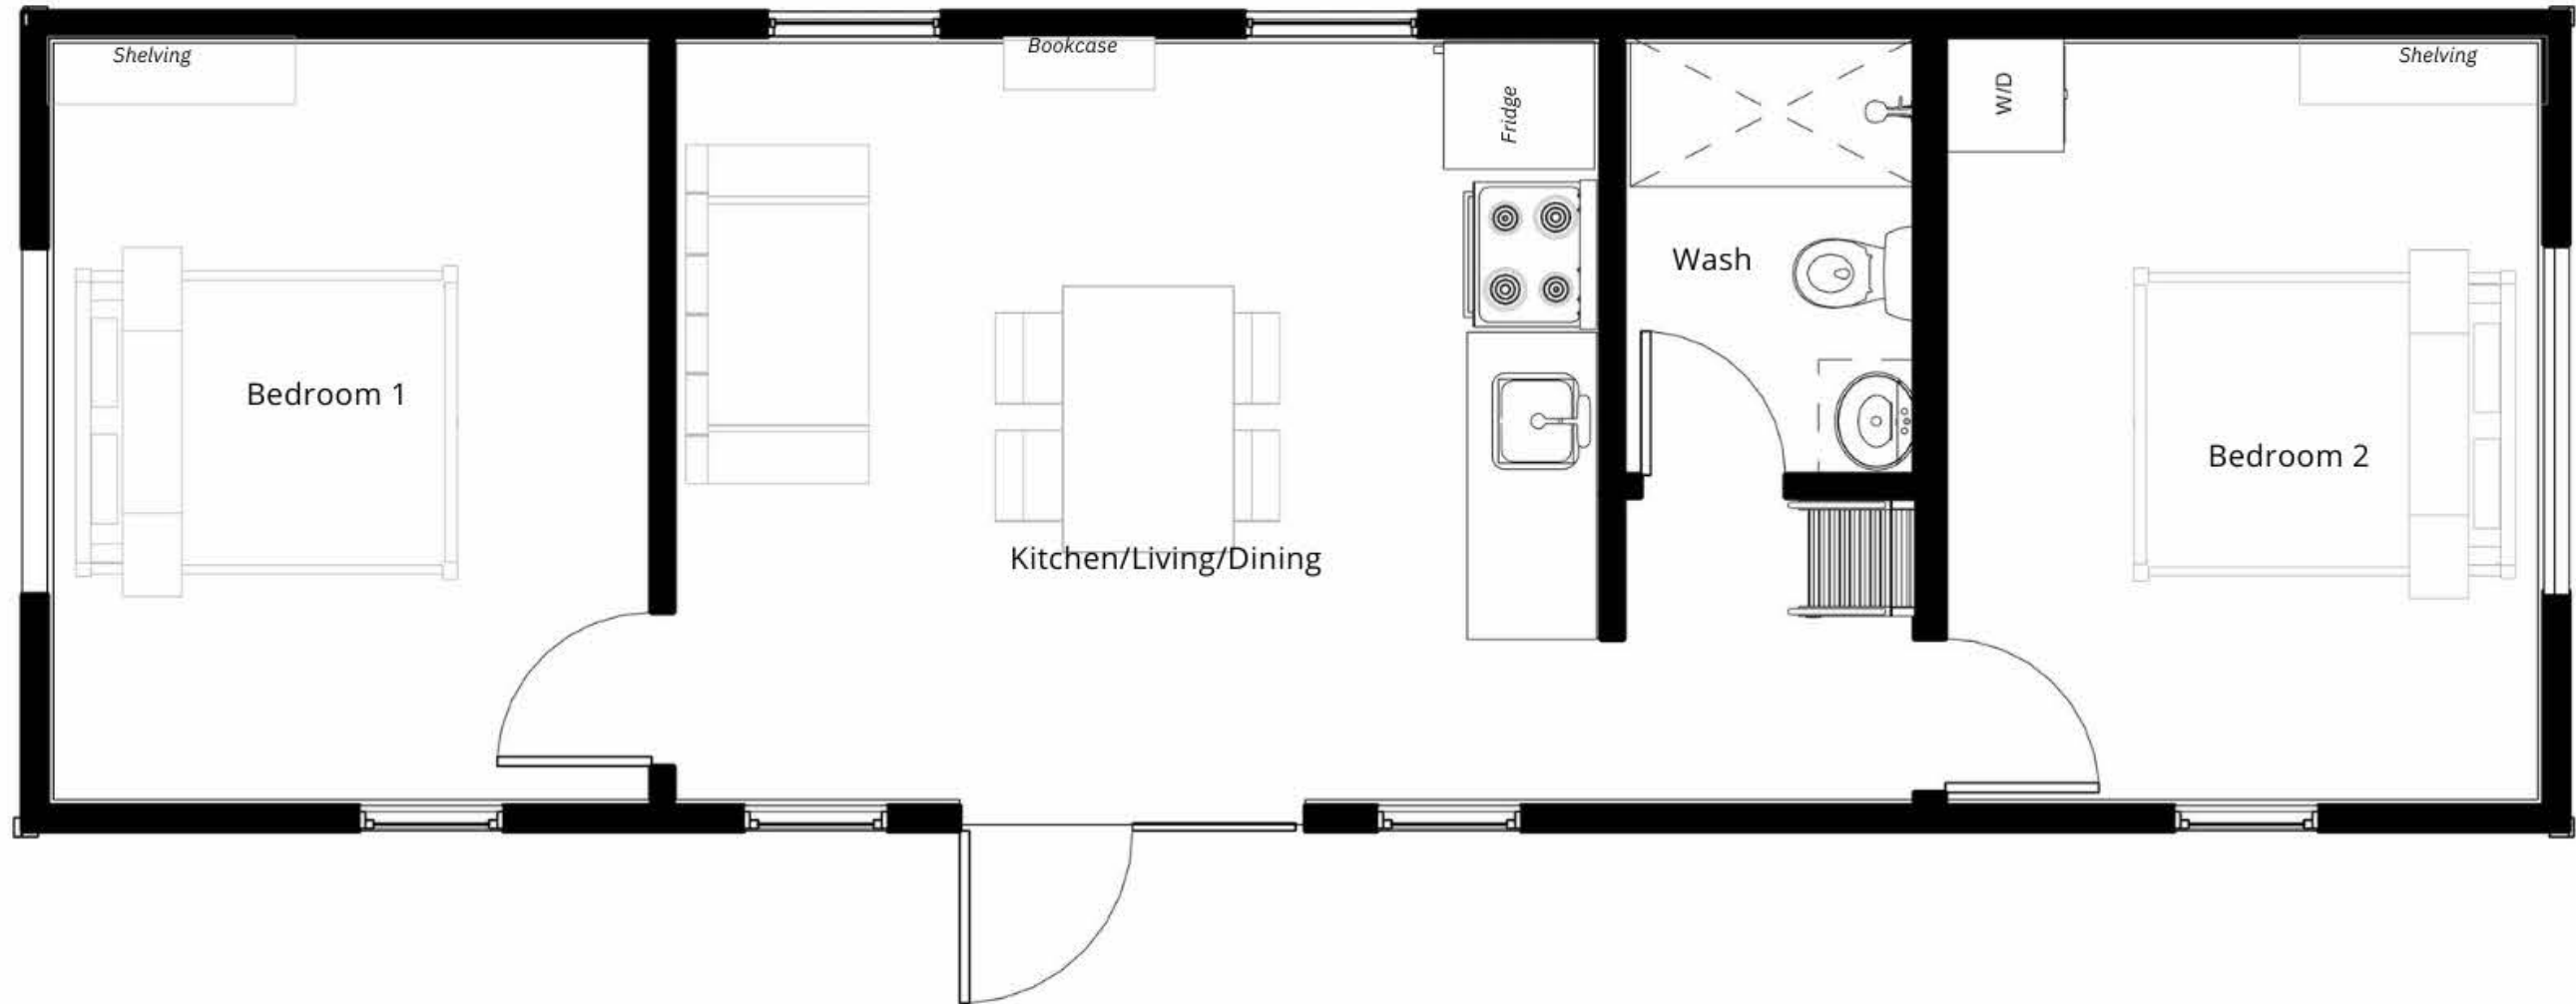 Shelving
Bookcase
Fridge
W/D
Shelving
Wash
Bedroom 1
Bedroom 2
Kitchen/Living/Dining